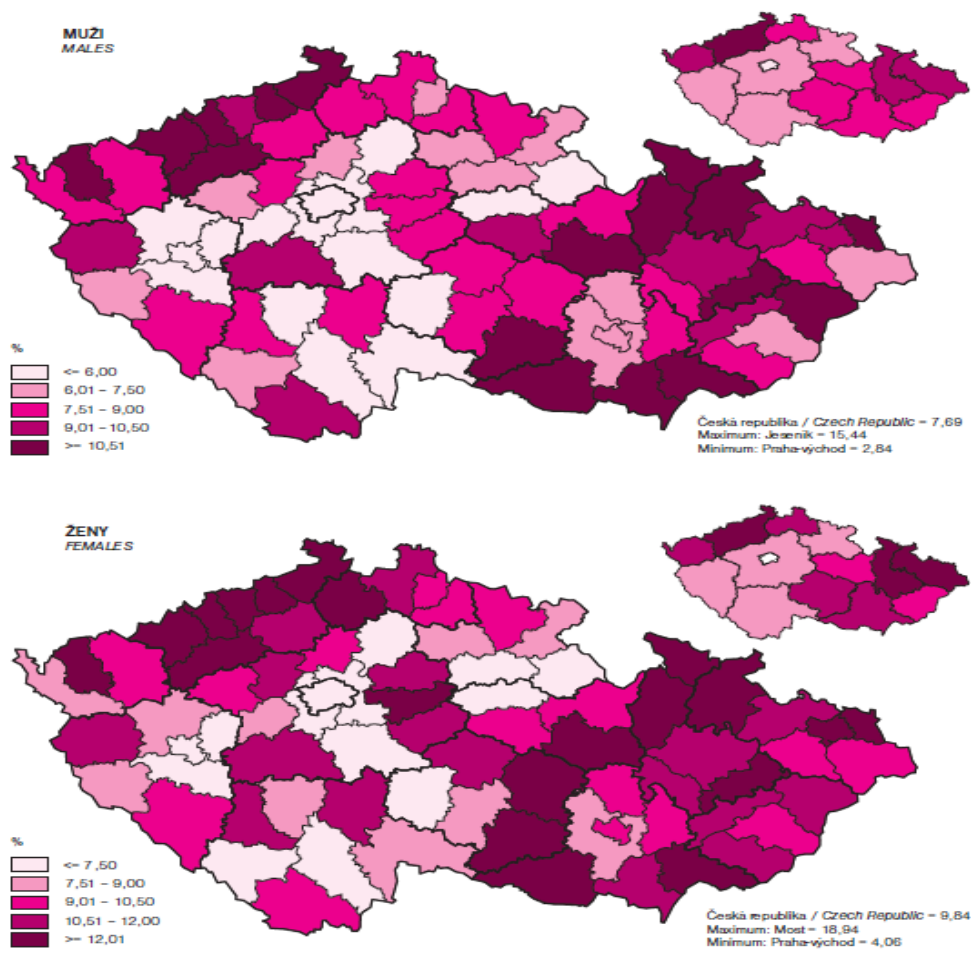 MUŽI
MALES
%
<= 6,00
6,01 – 7,50
7,51 – 9,00
9,01 – 10,50
>= 10,51
Česká republika / Czech Republic = 7,69
Maximum: Jeseník = 15,44
Minimum: Praha-východ = 2,84
ŽENY
FEMALES
%
<= 7,50
7,51 – 9,00
9,01 – 10,50
10,51 – 12,00
>= 12,01
Česká republika / Czech Republic = 9,84
Maximum: Most = 18,94
Minimum: Praha-východ = 4,06